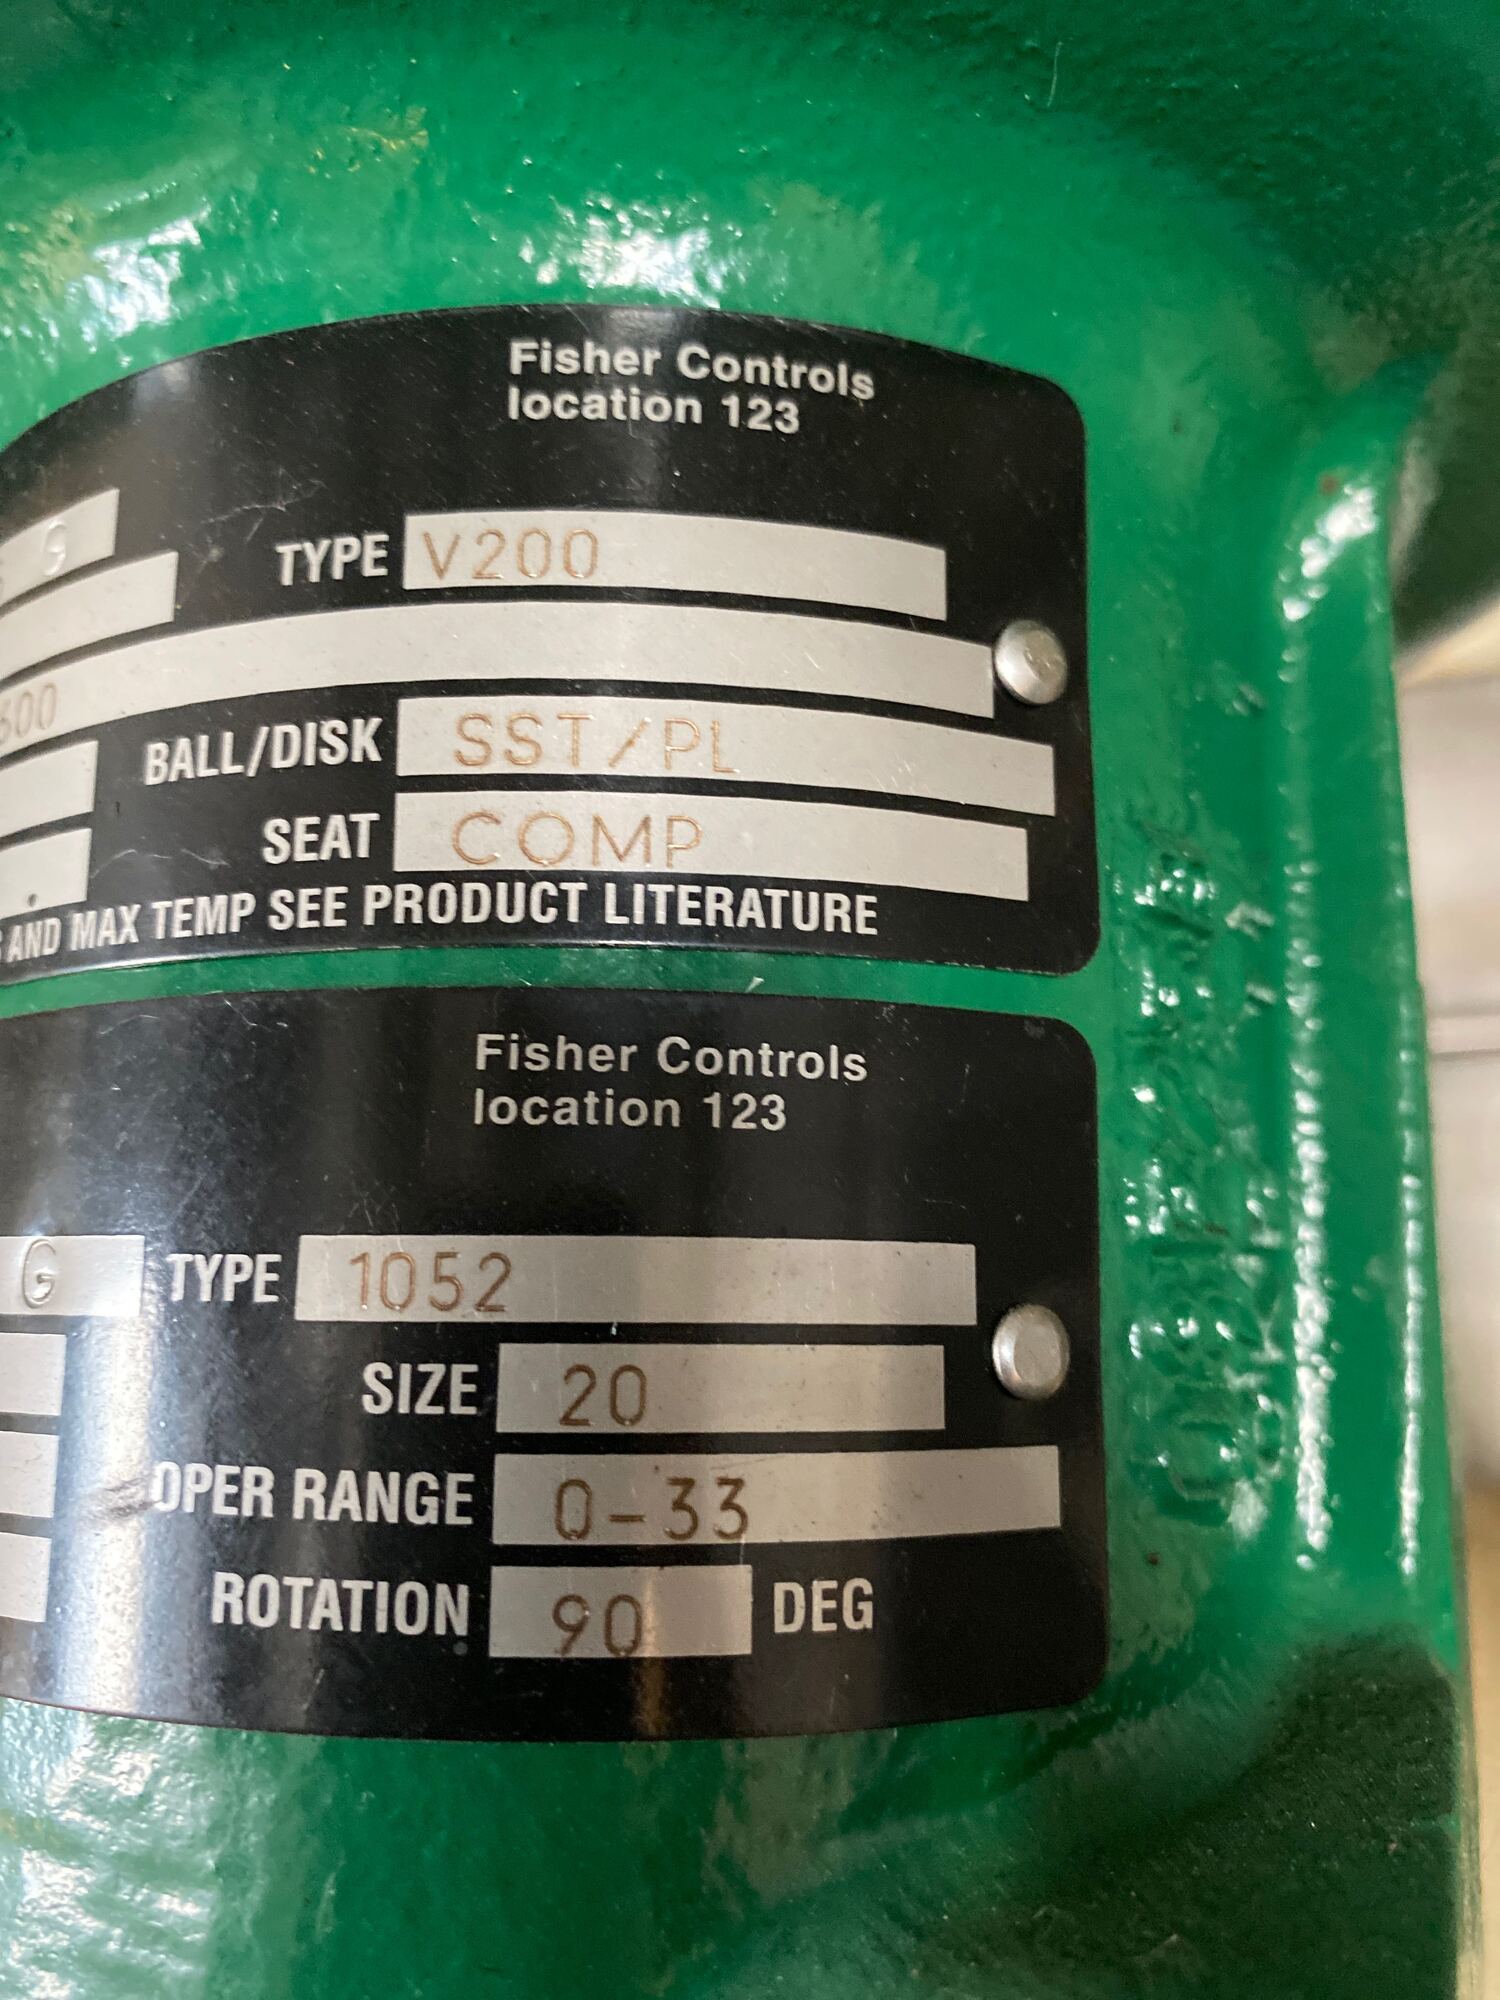 Fisher Controls
location 123
TYPE V200
600
BALL/DISK SST/PL
SEAT COMP
AND MAX TEMP SEE PRODUCT LITERATURE
Fisher Controls
location 123
G TYPE 1052
SIZE 20
OPER RANGE 0-33
ROTATION 90 DEG